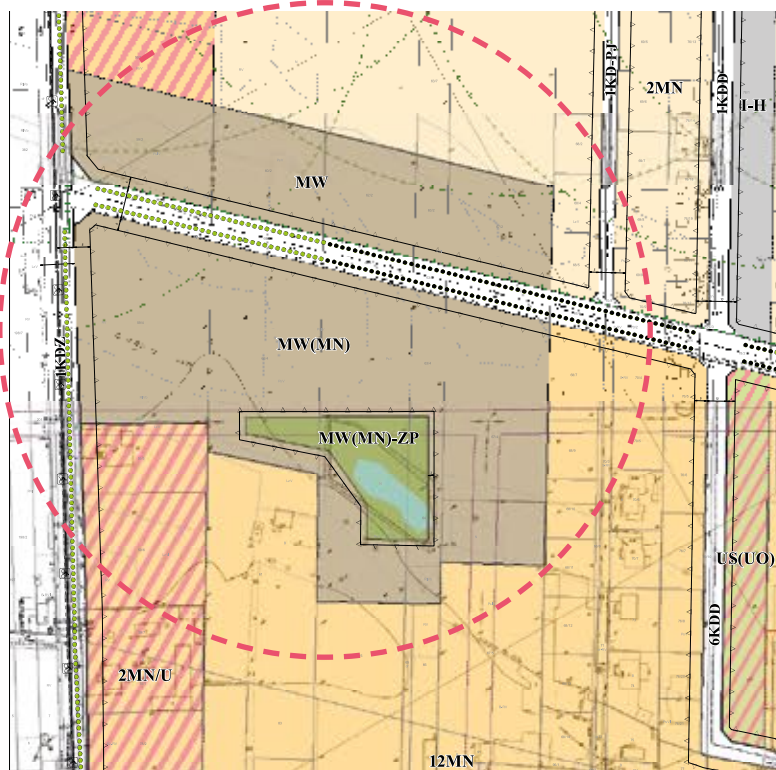 1KD-PJ
2MN
1KDD
I-H
MW
MW(MN)
1KDZ
MW(MN)-ZP
US(UO)
6KDD
2MN/U
12MN